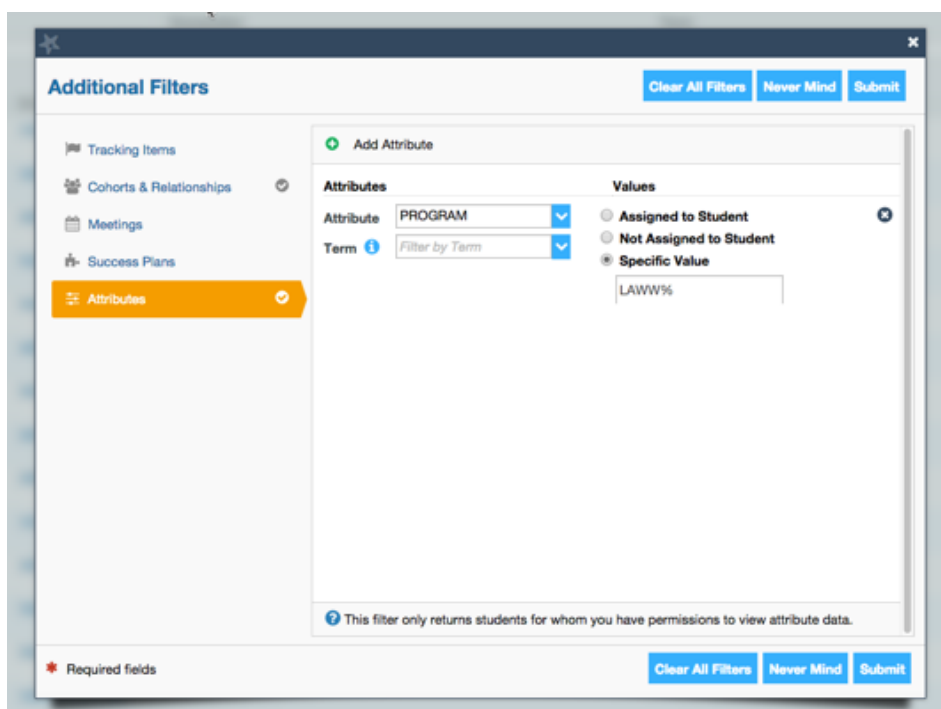 Additional Filters
Clear All Filters Never Mind Submit
Tracking Items
Cohorts & Relationships
Meetings
Success Plans
Attributes
Add Attribute
Attributes Values
Attribute PROGRAM Assigned to Student
Not Assigned to Student
Term Filter by Term
Specific Value
LAWW%
This filter only returns students for whom you have permissions to view attribute data.
* Required fields
Clear All Filters Never Mind Submit